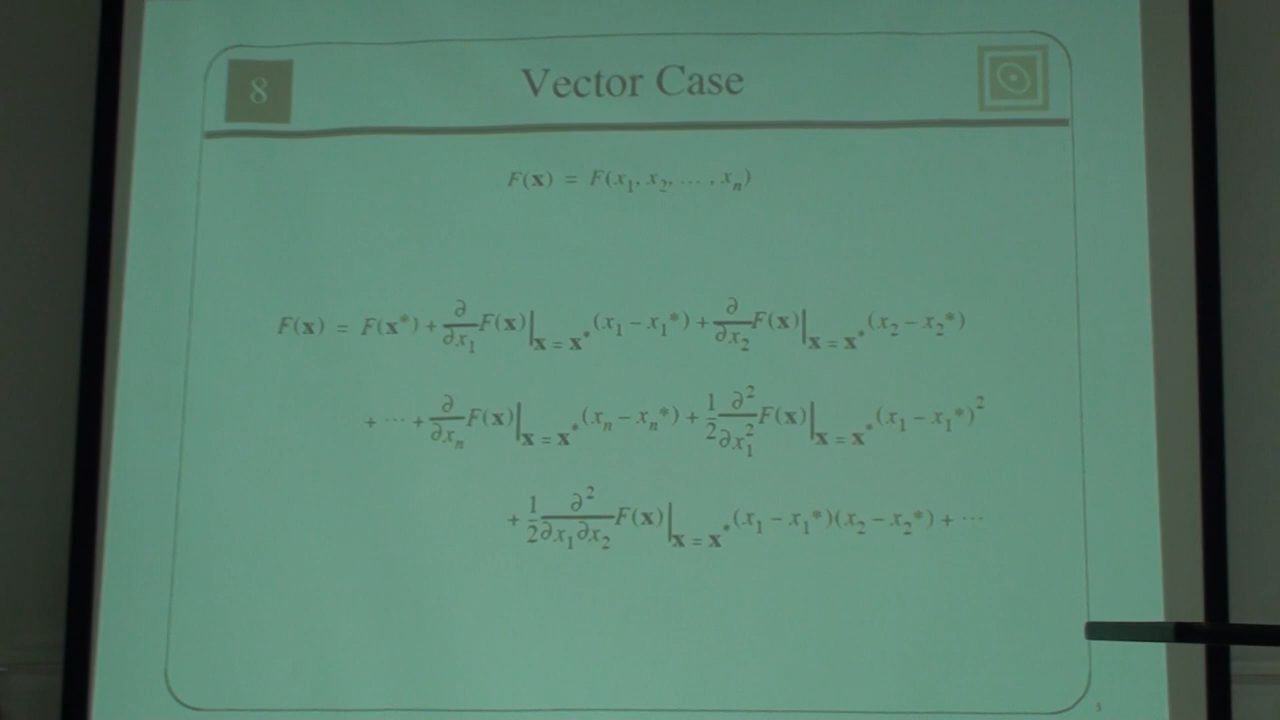 8
Vector Case
F(x) = F(x₁, x₂, … , xₙ)
F(x) = F(x*) + ∂/∂x₁ F(x)|ₓ ₌ ₓ* (x₁ – x₁*) + ∂/∂x₂ F(x)|ₓ ₌ ₓ* (x₂ – x₂*)
+ ⋯ + ∂/∂xₙ F(x)|ₓ ₌ ₓ* (xₙ – xₙ*) + 1/2 ∂²/∂x₁² F(x)|ₓ ₌ ₓ* (x₁ – x₁*)²
+ 1/2 ∂²/∂x₁∂x₂ F(x)|ₓ ₌ ₓ* (x₁ – x₁*)(x₂ – x₂*) + ⋯